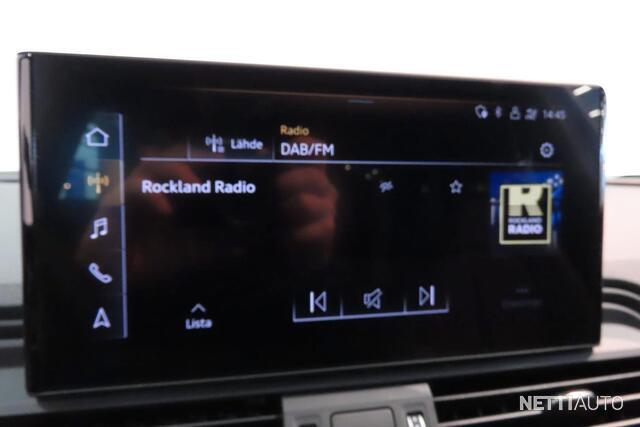 14:45
Radio
Lähde
DAB/FM
Rockland Radio
R
ROCKLAND
RADIO
Lista
NETTIAUTO